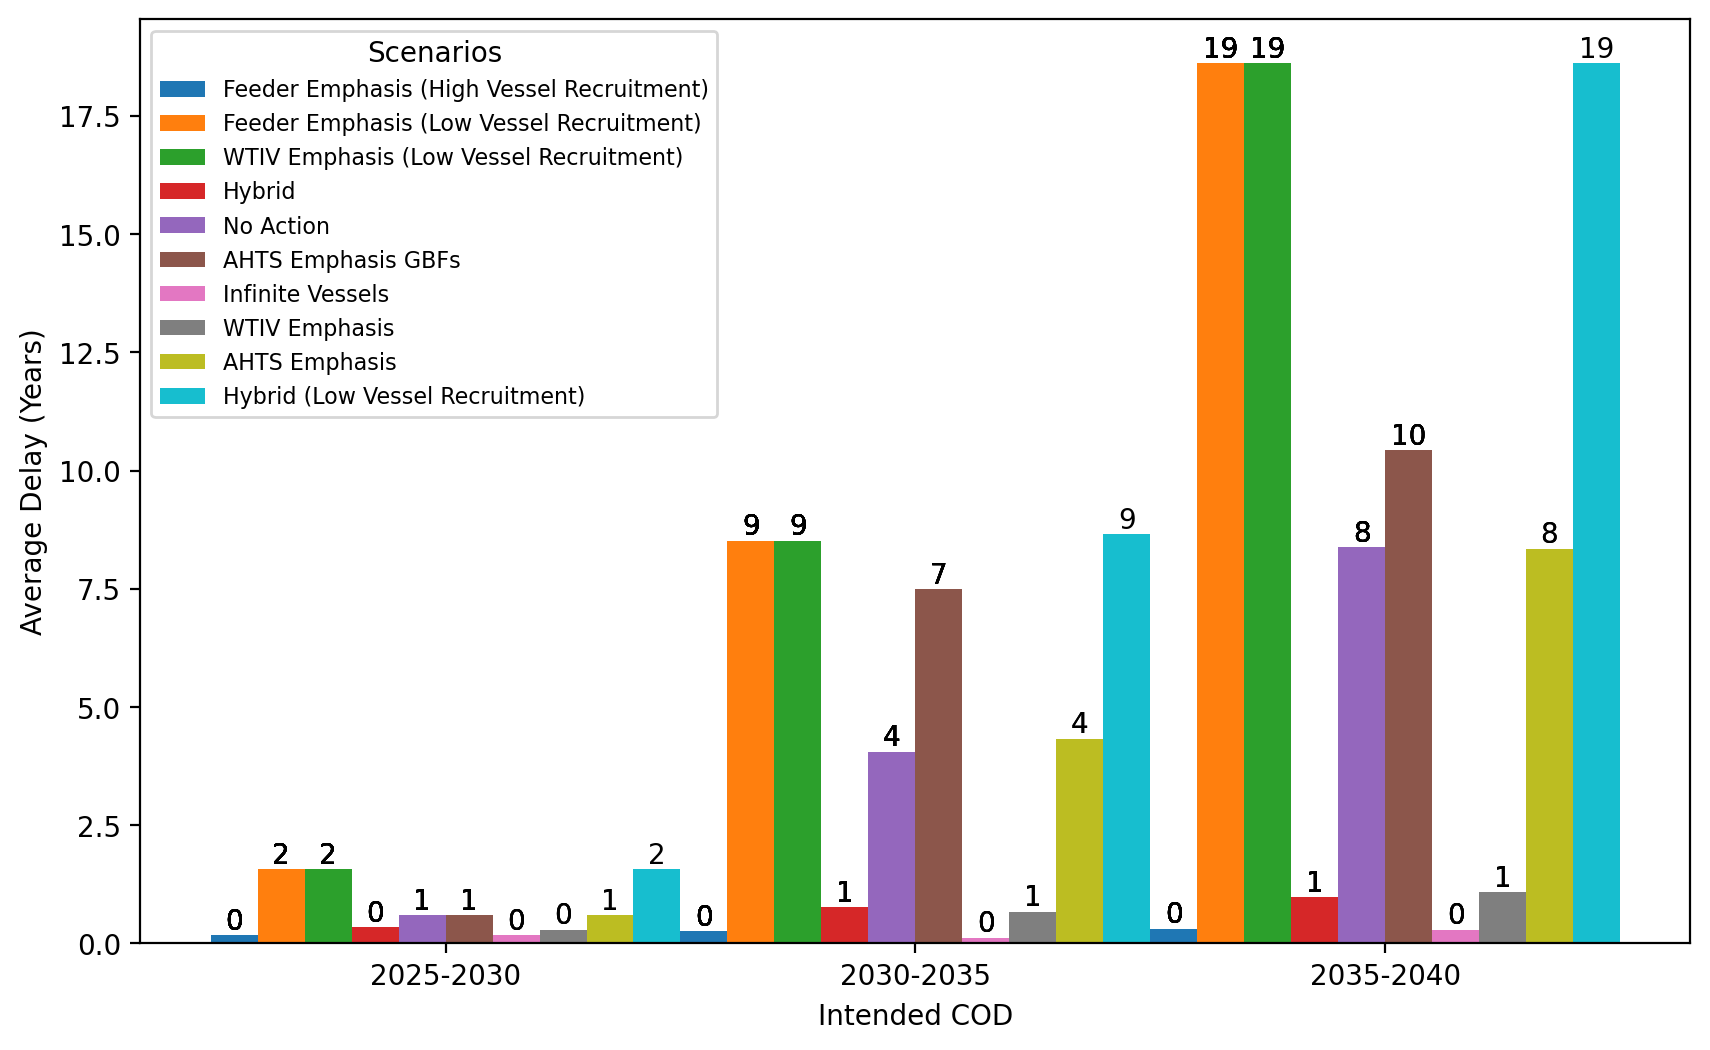 Scenarios
Feeder Emphasis (High Vessel Recruitment)
Feeder Emphasis (Low Vessel Recruitment)
WTIV Emphasis (Low Vessel Recruitment)
Hybrid
No Action
AHTS Emphasis GBFs
Infinite Vessels
WTIV Emphasis
AHTS Emphasis
Hybrid (Low Vessel Recruitment)
Average Delay (Years)
17.5
15.0
12.5
10.0
7.5
5.0
2.5
0.0
0 2 2 0 1 1 0 0 1 2
0 9 9 1 4 7 0 1 4 9
0 19 19 1 8 10 0 1 8 19
2025-2030 2030-2035 2035-2040
Intended COD